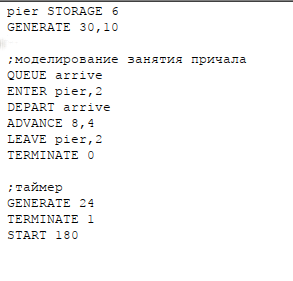 pier STORAGE 6
GENERATE 30,10
;моделирование занятия причала
QUEUE arrive
ENTER pier,2
DEPART arrive
ADVANCE 8,4
LEAVE pier,2
TERMINATE 0
;таймер
GENERATE 24
TERMINATE 1
START 180